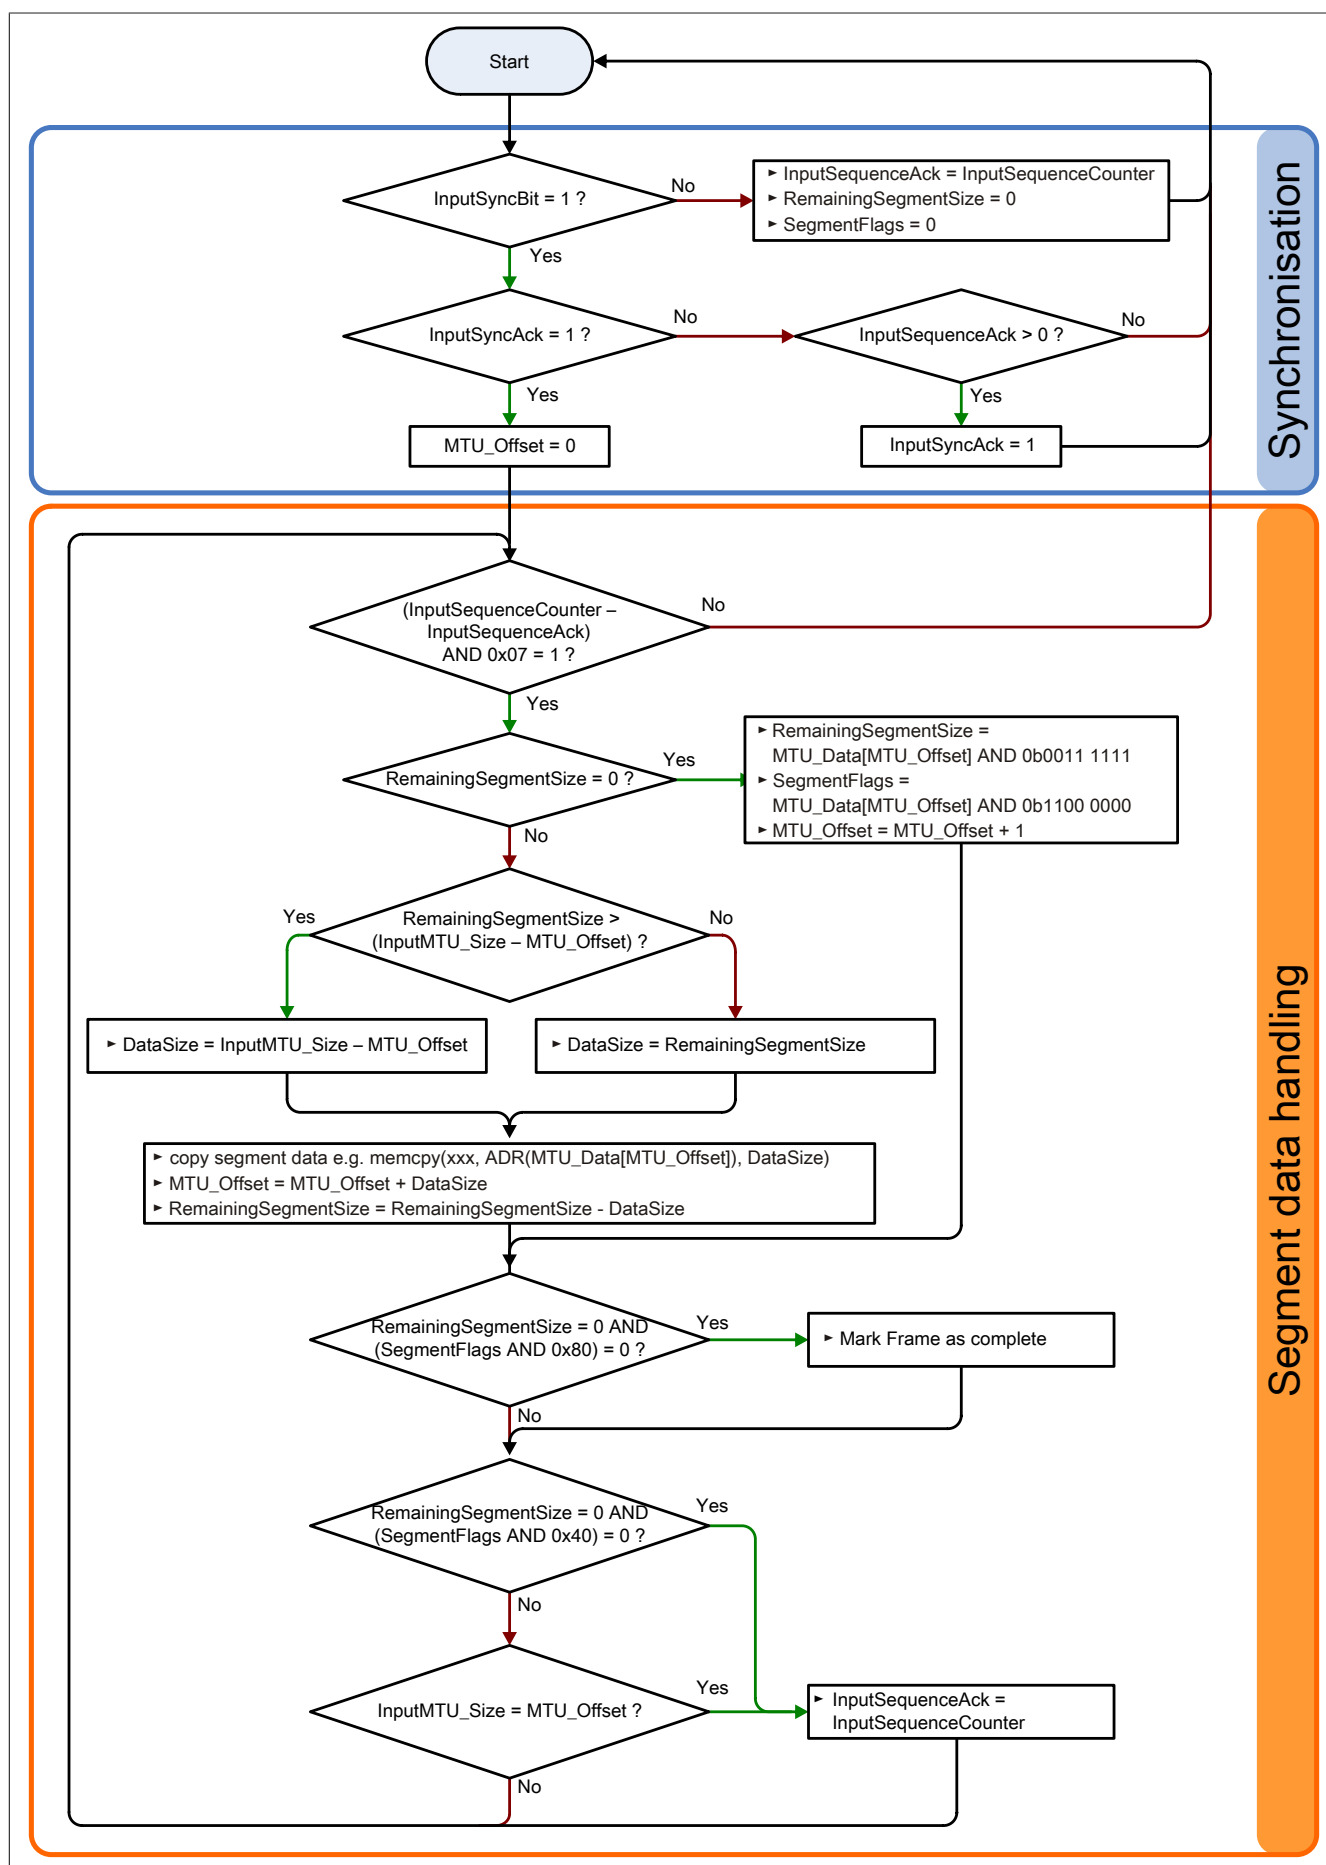 Start
InputSyncBit = 1 ?
No
► InputSequenceAck = InputSequenceCounter
► RemainingSegmentSize = 0
► SegmentFlags = 0
Yes
InputSyncAck = 1 ?
No
InputSequenceAck > 0 ?
No
Yes
Yes
MTU_Offset = 0
InputSyncAck = 1
Synchronisation
(InputSequenceCounter –
InputSequenceAck)
AND 0x07 = 1 ?
No
Yes
RemainingSegmentSize = 0 ?
Yes
► RemainingSegmentSize =
MTU_Data[MTU_Offset] AND 0b0011 1111
► SegmentFlags =
MTU_Data[MTU_Offset] AND 0b1100 0000
► MTU_Offset = MTU_Offset + 1
No
RemainingSegmentSize >
(InputMTU_Size – MTU_Offset) ?
Yes
No
► DataSize = InputMTU_Size – MTU_Offset
► DataSize = RemainingSegmentSize
► copy segment data e.g. memcpy(xxx, ADR(MTU_Data[MTU_Offset]), DataSize)
► MTU_Offset = MTU_Offset + DataSize
► RemainingSegmentSize = RemainingSegmentSize - DataSize
RemainingSegmentSize = 0 AND
(SegmentFlags AND 0x80) = 0 ?
Yes
► Mark Frame as complete
No
RemainingSegmentSize = 0 AND
(SegmentFlags AND 0x40) = 0 ?
Yes
No
InputMTU_Size = MTU_Offset ?
Yes
► InputSequenceAck =
InputSequenceCounter
No
Segment data handling